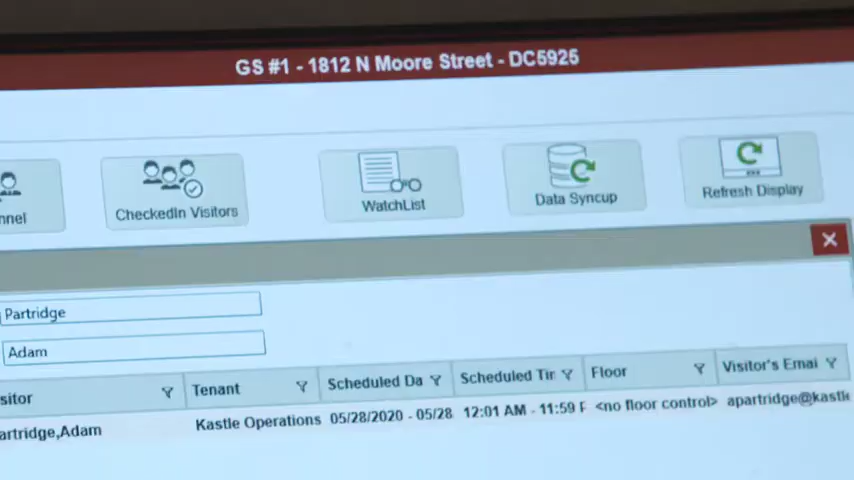 GS #1 - 1812 N Moore Street - DC5925
nnel CheckedIn Visitors WatchList Data Syncup Refresh Display
Partridge
Adam
sitor Tenant Scheduled Da Scheduled Tir Floor Visitor's Emai
artridge,Adam Kastle Operations 05/28/2020 - 05/28 12:01 AM - 11:59 F <no floor control> apartridge@kastle